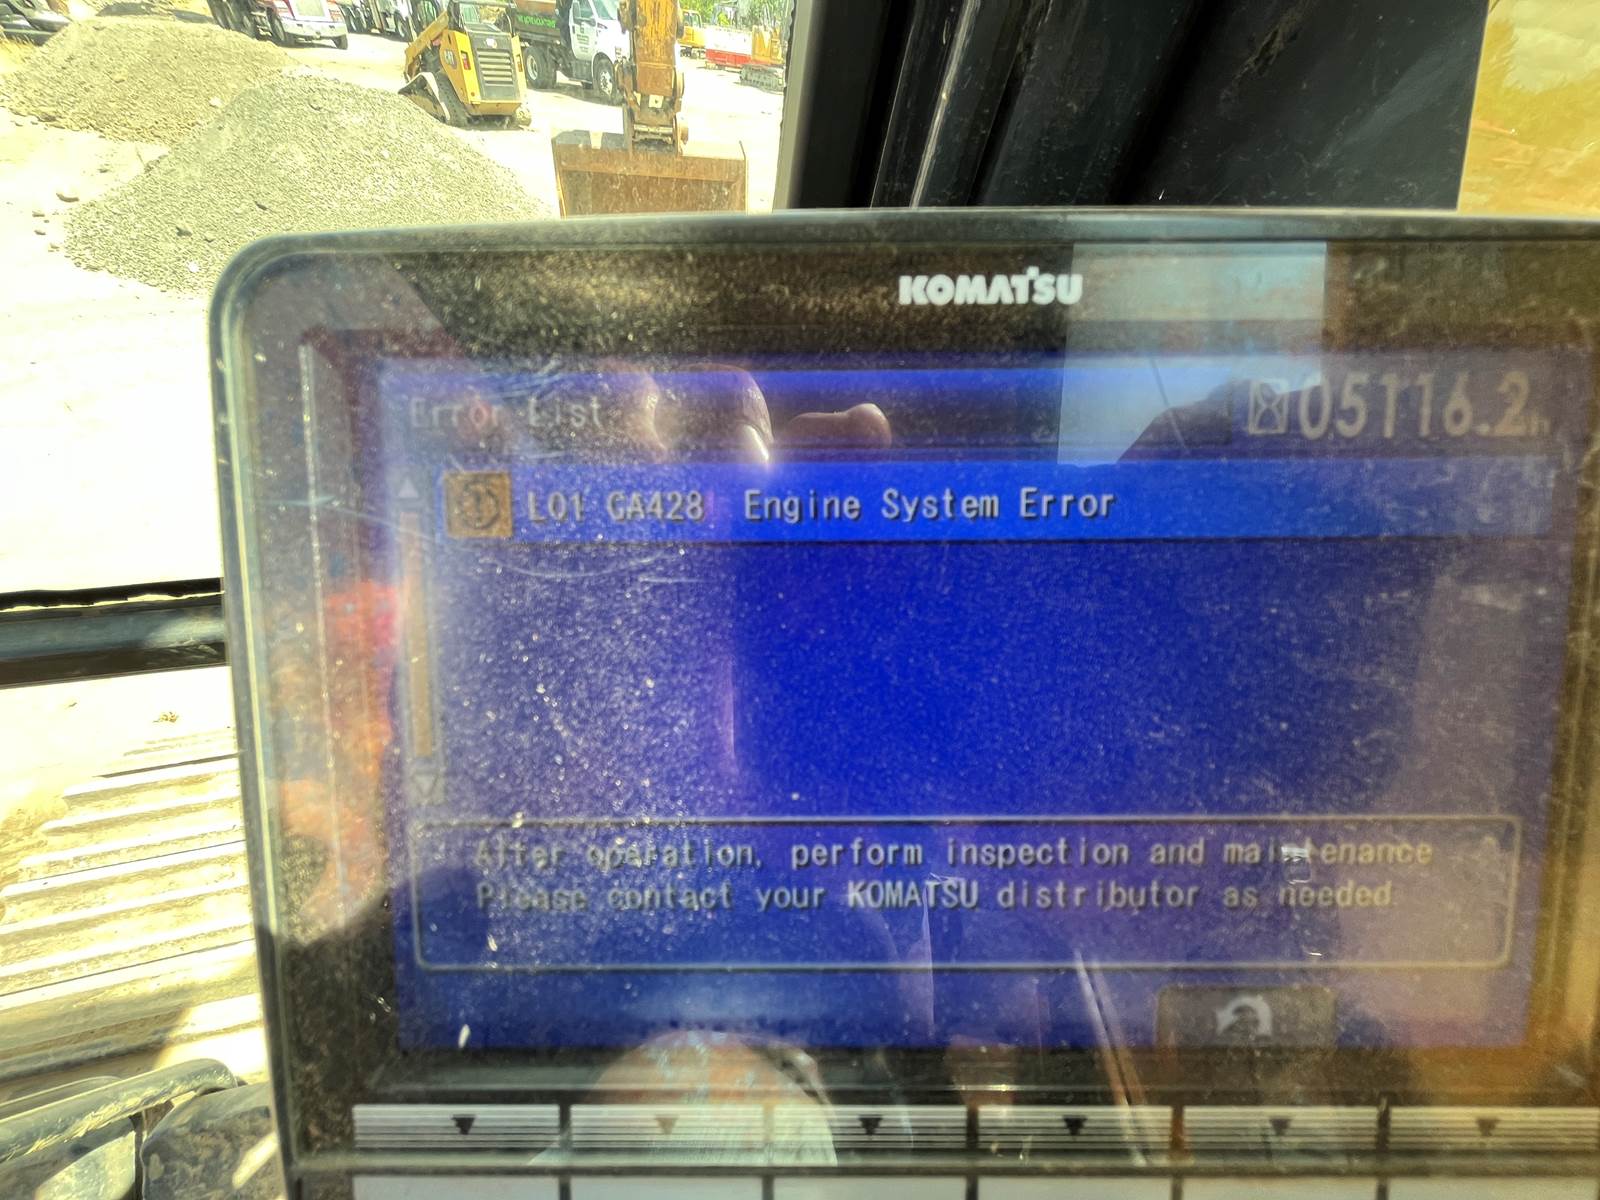 KOMATSU
Error List 05116.2h
L01 CA428 Engine System Error
After operation, perform inspection and maintenance
Please contact your KOMATSU distributor as needed.